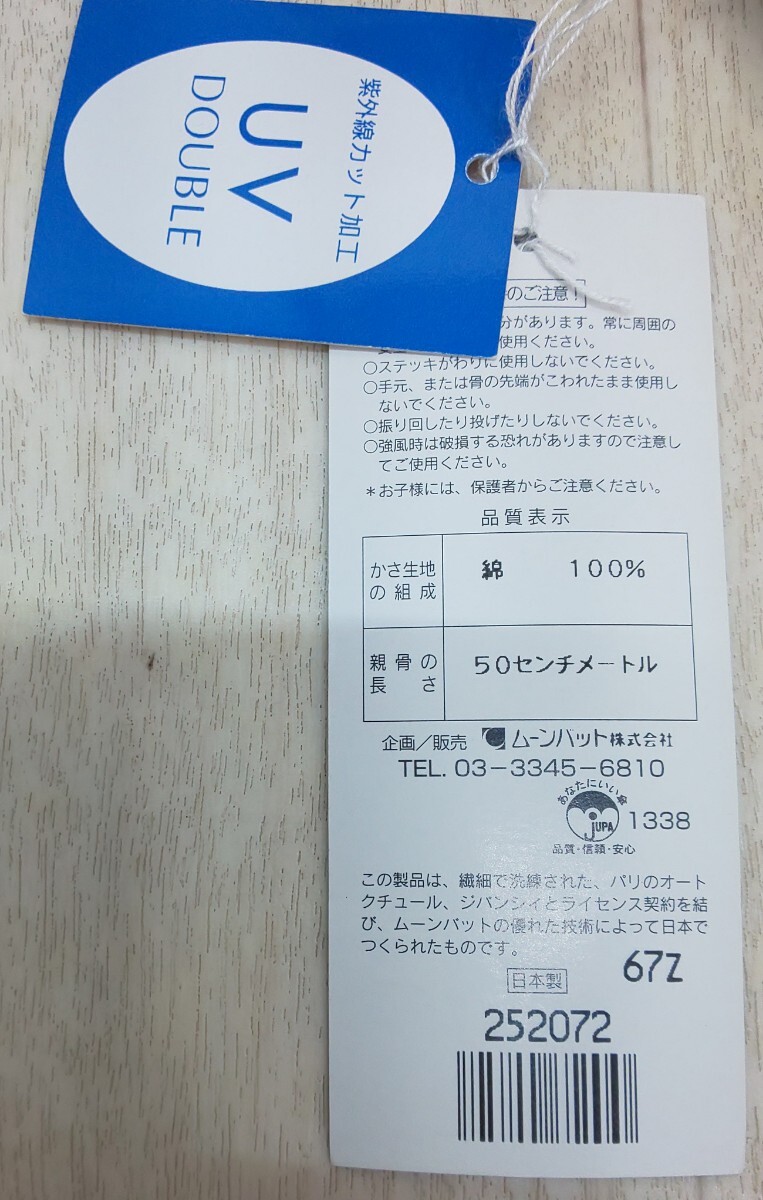 紫外線カット加工
UV
DOUBLE
のご注意!
分があります。常に周囲の
使用ください。
○ステッキがわりに使用しないでください。
○手元、または骨の先端がこわれたまま使用し
ないでください。
○振り回したり投げたりしないでください。
○強風時は破損する恐れがありますので注意し
てご使用ください。
*お子様には、保護者からご注意ください。
品質表示
かさ生地
の組成
綿 100%
親骨の
長さ
50センチメートル
企画/販売 ムーンバット株式会社
TEL. 03-3345-6810
あなたにいい傘
JUPA 1338
品質・信頼・安心
この製品は、繊細で洗練された、パリのオート
クチュール、ジバンシイとライセンス契約を結
び、ムーンバットの優れた技術によって日本で
つくられたものです。
67Z
日本製
252072